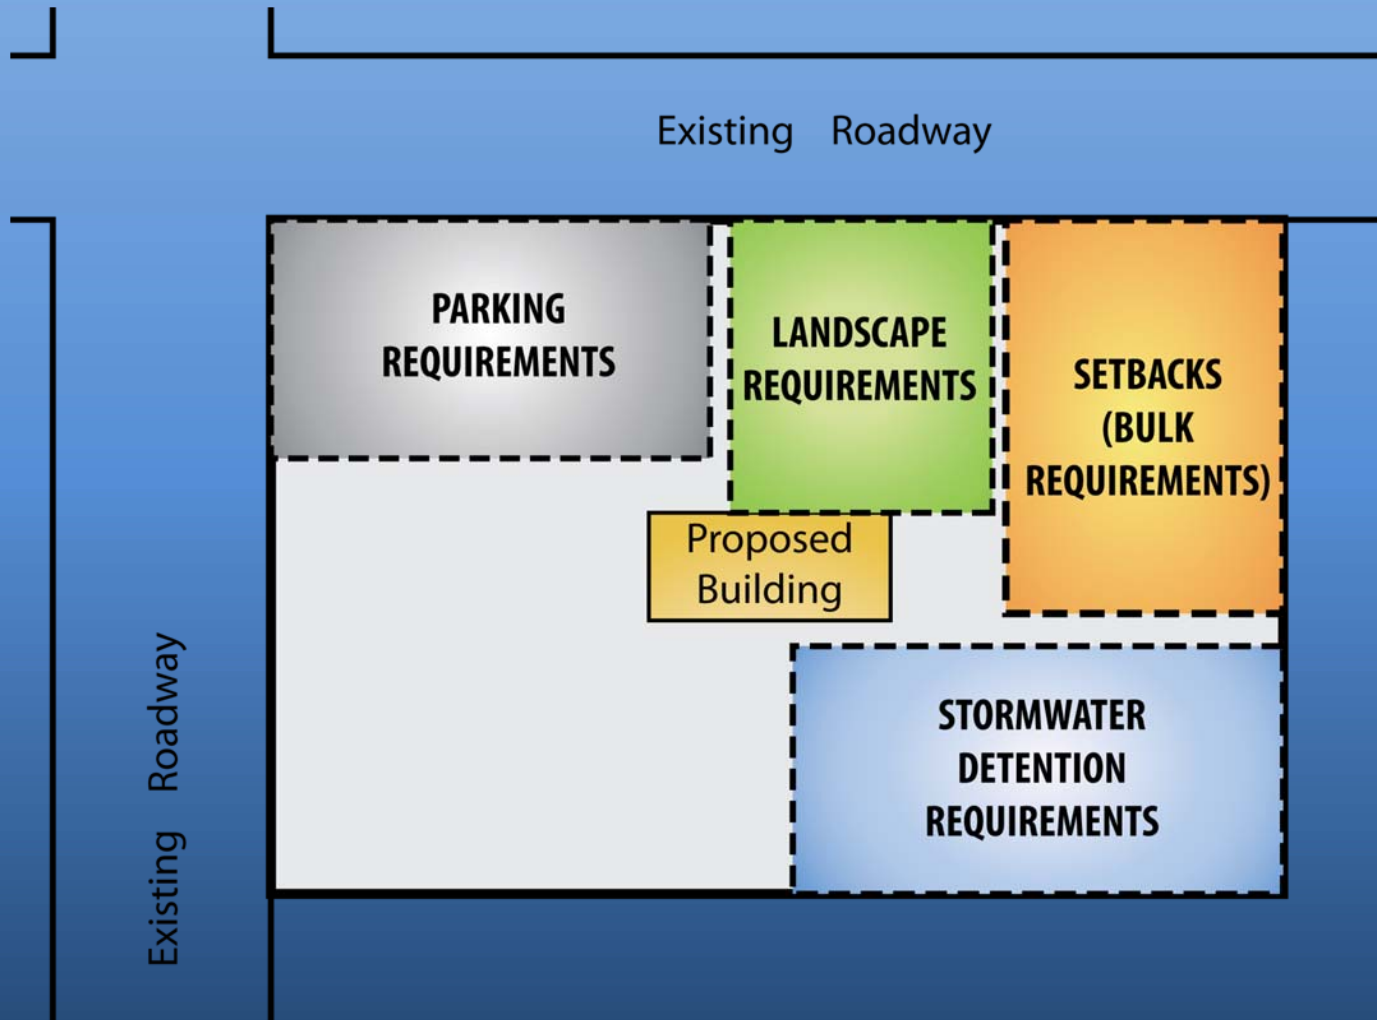 Existing Roadway
PARKING
REQUIREMENTS
LANDSCAPE
REQUIREMENTS
SETBACKS
(BULK
REQUIREMENTS)
Proposed
Building
STORMWATER
DETENTION
REQUIREMENTS
Existing Roadway